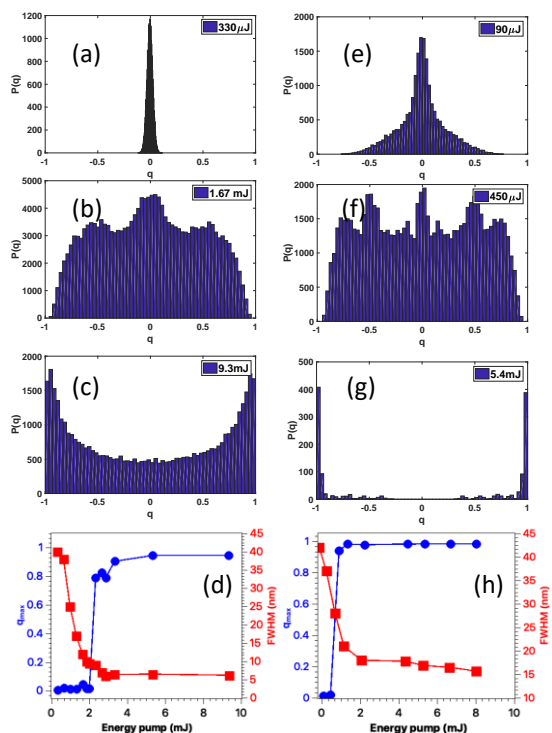 1200
1000
800
600
400
200
0
P(q)
(a)
330μJ
-1 -0.5 0 0.5 1
q
(e)
90μJ
2000
1500
1000
500
0
P(q)
-1 -0.5 0 0.5 1
q
5000
4000
3000
2000
1000
0
P(q)
(b)
1.67 mJ
-1 -0.5 0 0.5 1
q
2000
1500
1000
500
0
P(q)
(f)
450μJ
-1 -0.5 0 0.5 1
q
2000
1500
1000
500
0
P(q)
(c)
9.3mJ
-1 -0.5 0 0.5 1
q
500
400
300
200
100
0
P(q)
(g)
5.4mJ
-1 -0.5 0 0.5 1
q
1
0.8
0.6
0.4
0.2
0
qmax
(d)
45
40
35
30
25
20
15
10
5
0
FWHM (nm)
0 2 4 6 8 10
Energy pump (mJ)
1
0.8
0.6
0.4
0.2
0
qmax
(h)
45
40
35
30
25
20
15
10
FWHM (nm)
0 2 4 6 8 10
Energy pump (mJ)